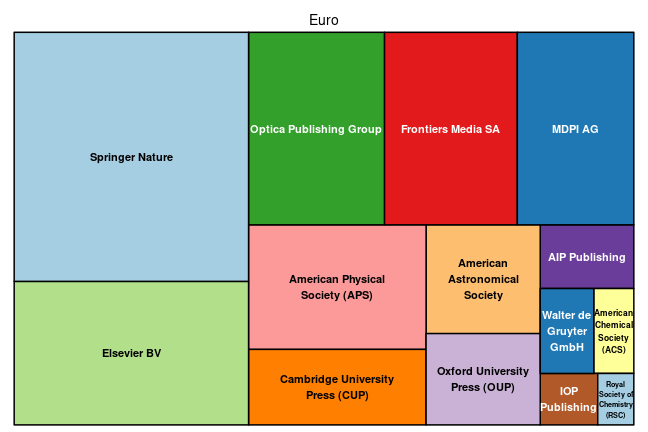 Euro
Springer Nature
Optica Publishing Group
Frontiers Media SA
MDPI AG
Elsevier BV
American Physical
Society (APS)
American
Astronomical
Society
AIP Publishing
Walter de
Gruyter
GmbH
American
Chemical
Society
(ACS)
Cambridge University
Press (CUP)
Oxford University
Press (OUP)
IOP
Publishing
Royal
Society of
Chemistry
(RSC)